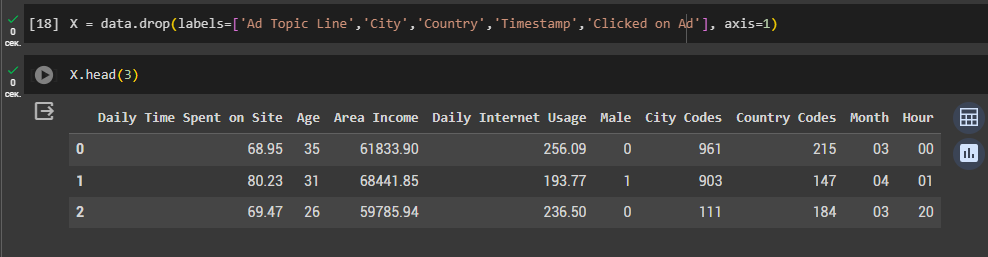 [18] X = data.drop(labels=['Ad Topic Line','City','Country','Timestamp','Clicked on Ad'], axis=1)
0
сек.
X.head(3)
0
сек.
Daily Time Spent on Site Age Area Income Daily Internet Usage Male City Codes Country Codes Month Hour
0 68.95 35 61833.90 256.09 0 961 215 03 00
1 80.23 31 68441.85 193.77 1 903 147 04 01
2 69.47 26 59785.94 236.50 0 111 184 03 20